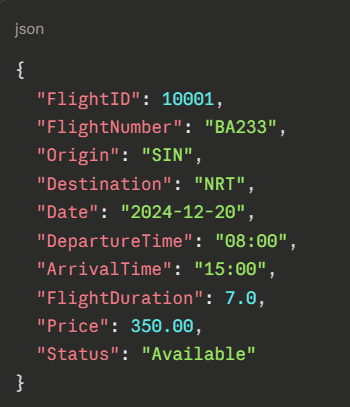 json
{
  "FlightID": 10001,
  "FlightNumber": "BA233",
  "Origin": "SIN",
  "Destination": "NRT",
  "Date": "2024-12-20",
  "DepartureTime": "08:00",
  "ArrivalTime": "15:00",
  "FlightDuration": 7.0,
  "Price": 350.00,
  "Status": "Available"
}